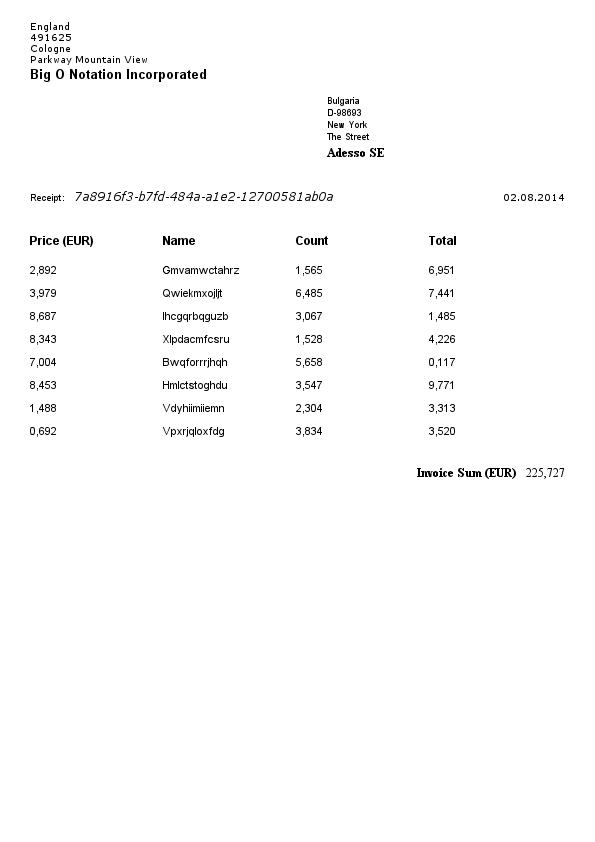 England
491625
Cologne
Parkway Mountain View
Big O Notation Incorporated
Bulgaria
D-98693
New York
The Street
Adesso SE
Receipt: 7a8916f3-b7fd-484a-a1e2-12700581ab0a 02.08.2014
Price (EUR) Name Count Total
2,892 Gmvamwctahrz 1,565 6,951
3,979 Qwiekmxojljt 6,485 7,441
8,687 Ihcgqrbqguzb 3,067 1,485
8,343 Xlpdacmfcsru 1,528 4,226
7,004 Bwqforrrjhqh 5,658 0,117
8,453 Hmlctstoghdu 3,547 9,771
1,488 Vdyhiimiiemn 2,304 3,313
0,692 Vpxrjqloxfdg 3,834 3,520
Invoice Sum (EUR) 225,727